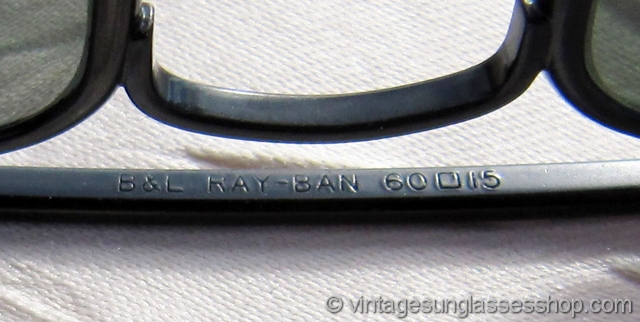 B&L RAY-BAN 60□15
© vintagesunglassesshop.com